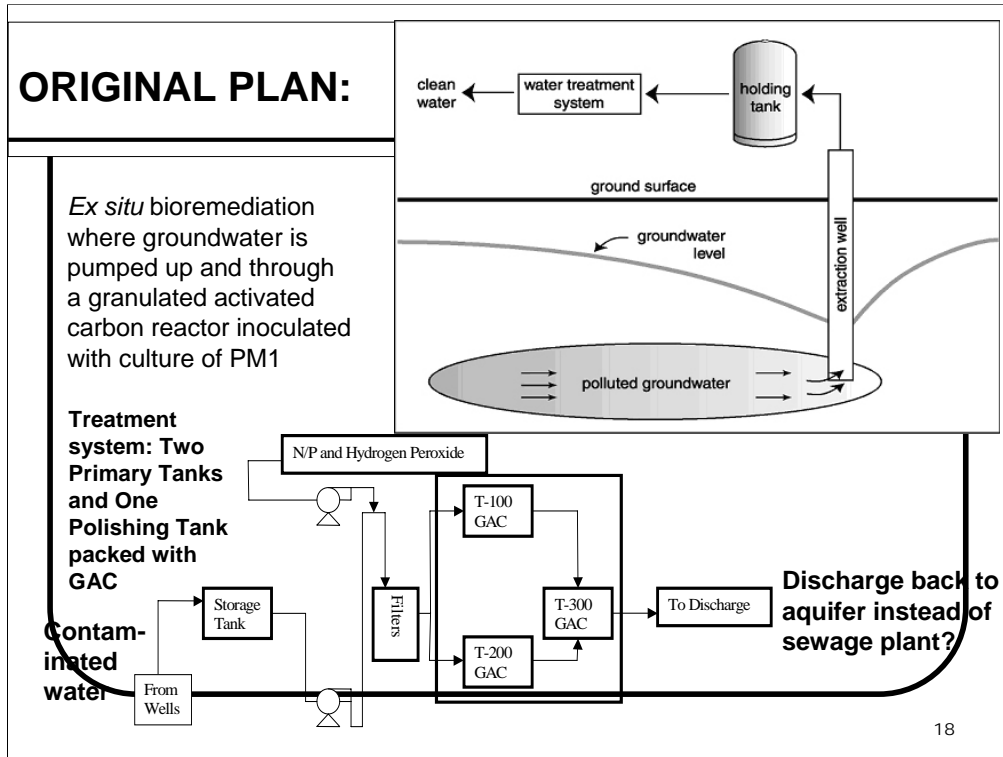 ORIGINAL PLAN:
clean
water
water treatment
system
holding
tank
ground surface
groundwater
level
extraction well
polluted groundwater
Ex situ bioremediation
where groundwater is
pumped up and through
a granulated activated
carbon reactor inoculated
with culture of PM1
Treatment
system: Two
Primary Tanks
and One
Polishing Tank
packed with
GAC
N/P and Hydrogen Peroxide
T-100
GAC
Storage
Tank
Filters
T-300
GAC
To Discharge
T-200
GAC
Contam-
inated
water
From
Wells
Discharge back to
aquifer instead of
sewage plant?
18